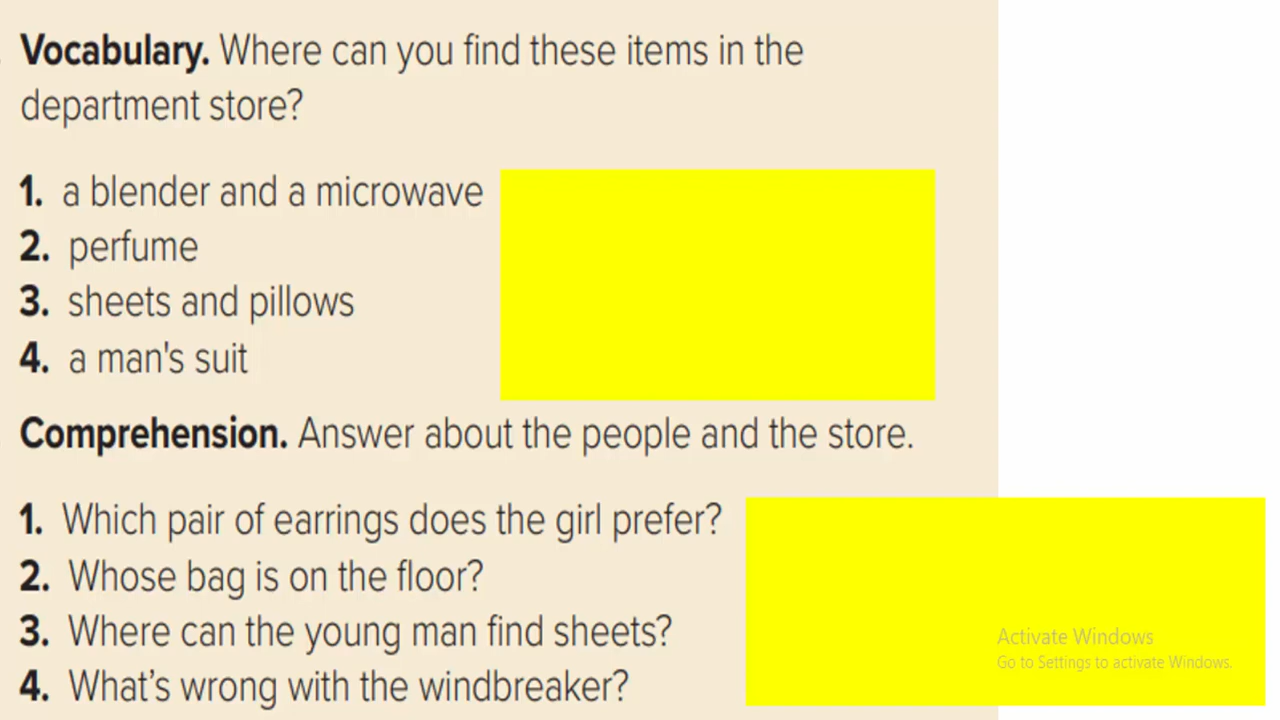 Vocabulary. Where can you find these items in the
department store?
1. a blender and a microwave
2. perfume
3. sheets and pillows
4. a man's suit
Comprehension. Answer about the people and the store.
1. Which pair of earrings does the girl prefer?
2. Whose bag is on the floor?
3. Where can the young man find sheets?
4. What’s wrong with the windbreaker?
Activate Windows
Go to Settings to activate Windows.